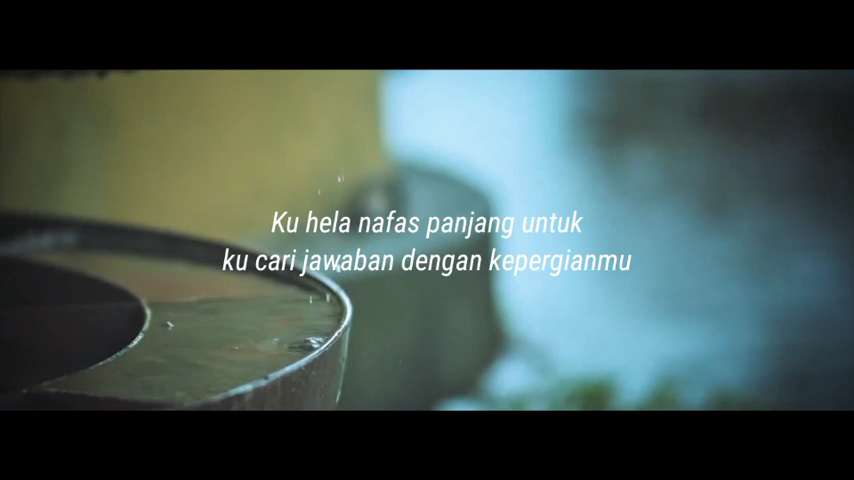 Ku hela nafas panjang untuk
ku cari jawaban dengan kepergianmu